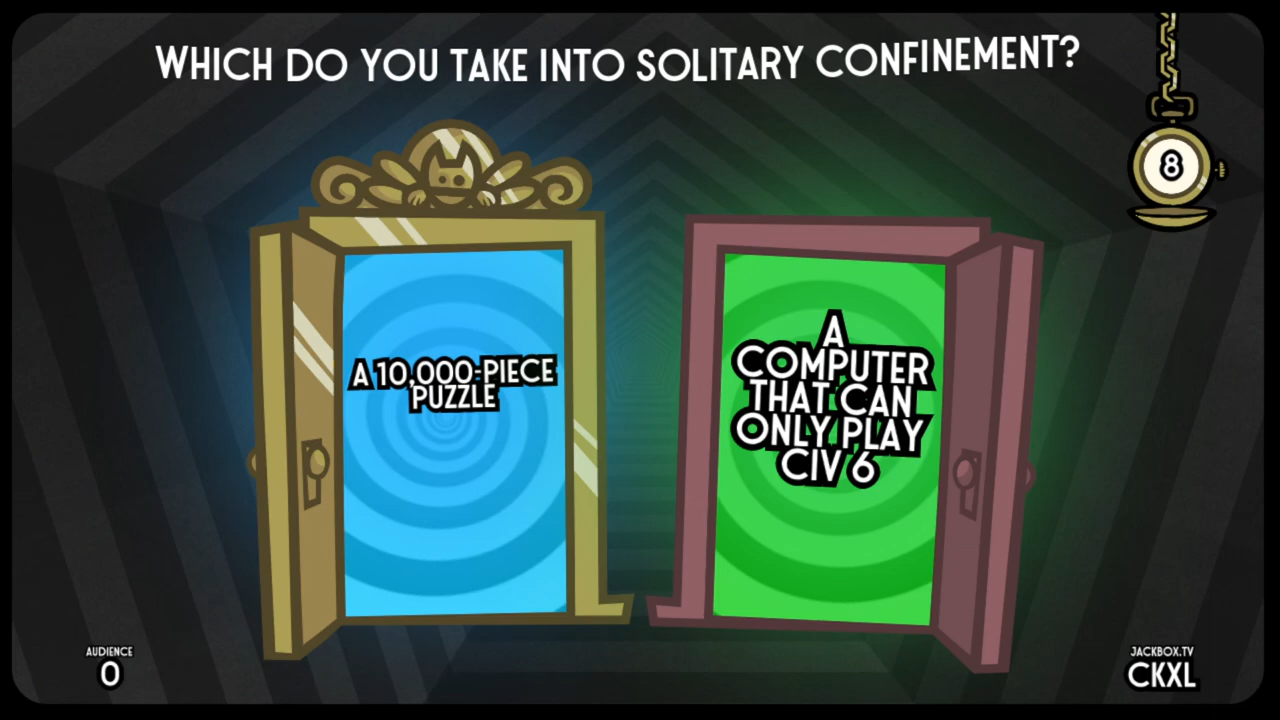 WHICH DO YOU TAKE INTO SOLITARY CONFINEMENT?
8
A 10,000-PIECE
PUZZLE
A
COMPUTER
THAT CAN
ONLY PLAY
CIV 6
AUDIENCE
0
JACKBOX.TV
CKXL